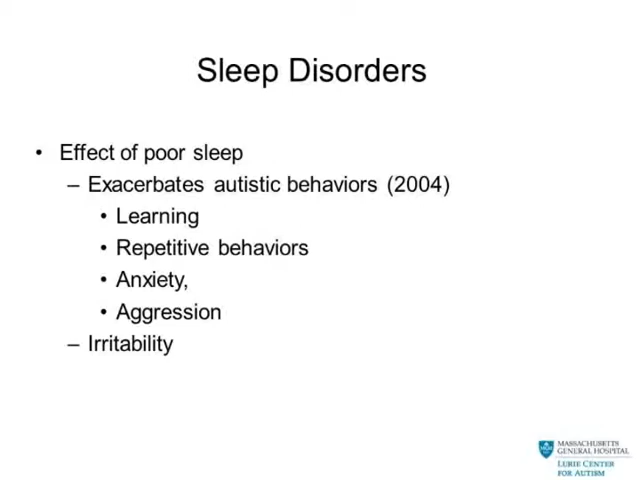 Sleep Disorders
• Effect of poor sleep
– Exacerbates autistic behaviors (2004)
• Learning
• Repetitive behaviors
• Anxiety,
• Aggression
– Irritability
MASSACHUSETTS
GENERAL HOSPITAL
LURIE CENTER
FOR AUTISM